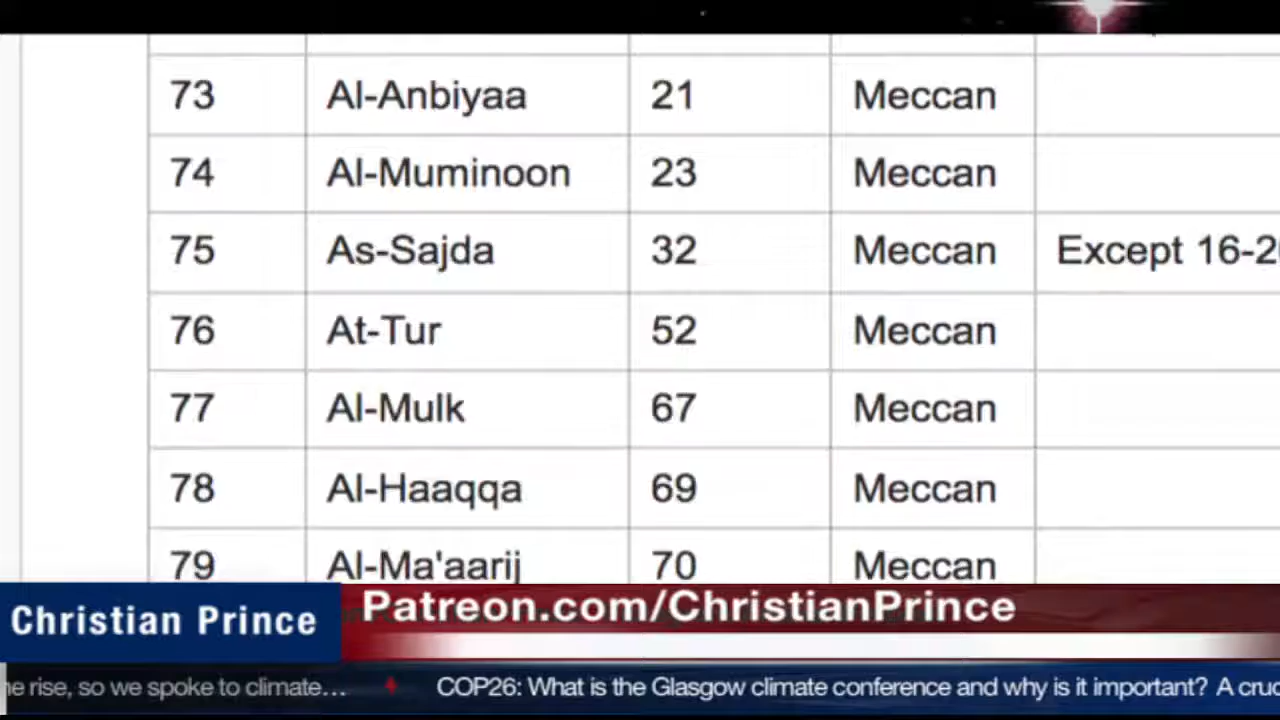 73 Al-Anbiyaa 21 Meccan
74 Al-Muminoon 23 Meccan
75 As-Sajda 32 Meccan Except 16-20
76 At-Tur 52 Meccan
77 Al-Mulk 67 Meccan
78 Al-Haaqqa 69 Meccan
79 Al-Ma'aarij 70 Meccan
Christian Prince Patreon.com/ChristianPrince
rise, so we spoke to climate... COP26: What is the Glasgow climate conference and why is it important? A